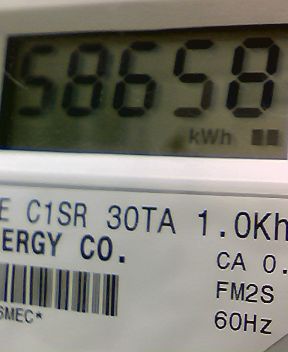 58658
kWh
E C1SR 30TA 1.0Kh
ERGY CO.
CA 0.
FM2S
60Hz
SMEC*